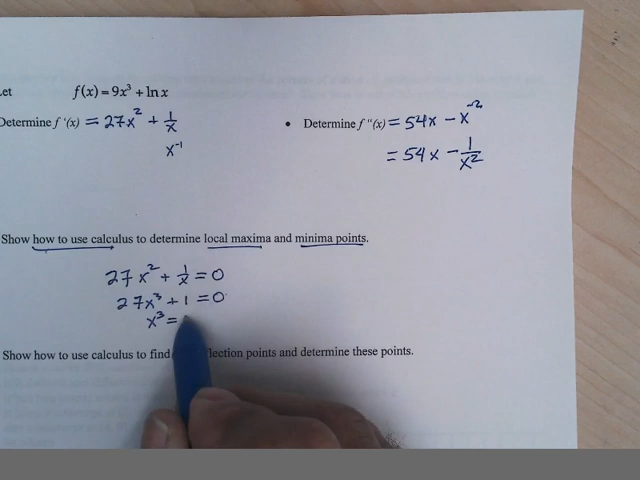 Let f(x) = 9x³ + ln x
Determine f '(x) = 27x² + 1/x
x⁻¹
• Determine f "(x) = 54x − x⁻²
= 54x − 1/x²
Show how to use calculus to determine local maxima and minima points.
27x² + 1/x = 0
27x³ + 1 = 0
x³ =
Show how to use calculus to find flection points and determine these points.